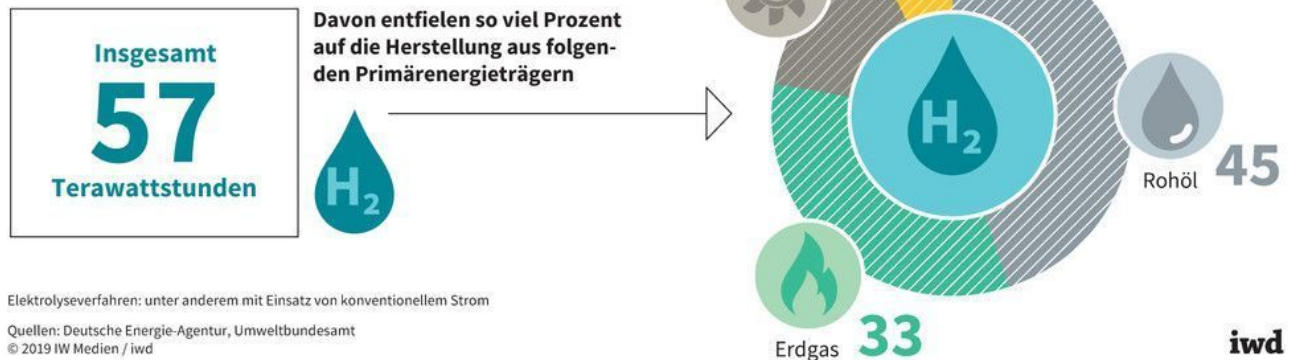 Insgesamt
57
Terawattstunden
Davon entfielen so viel Prozent
auf die Herstellung aus folgen-
den Primärenergieträgern
H₂
H₂
Rohöl 45
Erdgas 33
Elektrolyseverfahren: unter anderem mit Einsatz von konventionellem Strom
Quellen: Deutsche Energie-Agentur, Umweltbundesamt
© 2019 IW Medien / iwd
iwd